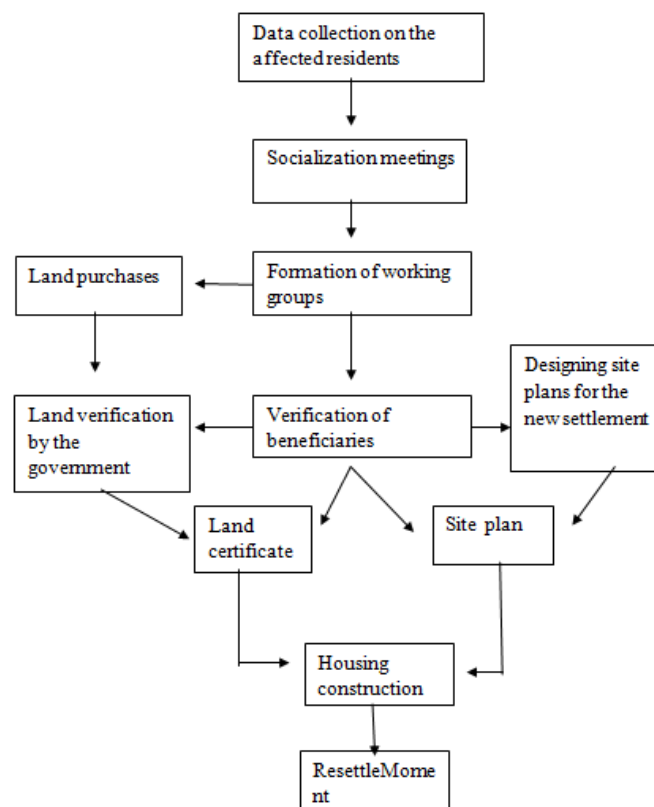 Data collection on the
affected residents
Socialization meetings
Land purchases
Formation of working
groups
Land verification
by the
government
Verification of
beneficiaries
Designing site
plans for the
new settlement
Land
certificate
Site plan
Housing
construction
ResettleMome
nt